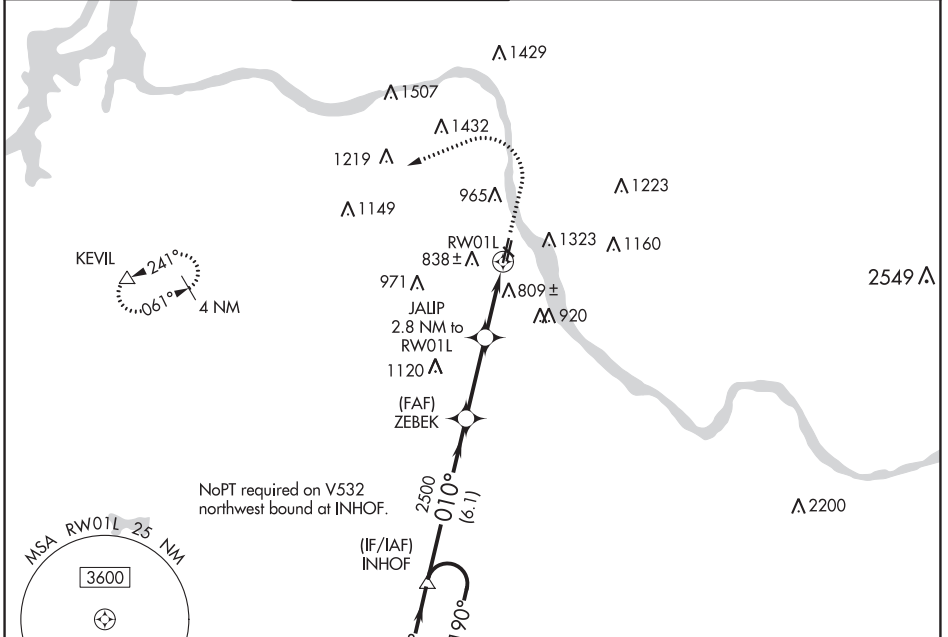 1429
1507
1432
1219
1223
965
1149
RW01L
1323
1160
KEVIL
241°
838±
2549
971
061°
4 NM
809±
JALIP
2.8 NM to
RW01L
920
1120
(FAF)
ZEBEK
NoPT required on V532
northwest bound at INHOF.
2500
010°
(6.1)
2200
MSA RW01L 25 NM
(IF/IAF)
INHOF
3600
190°